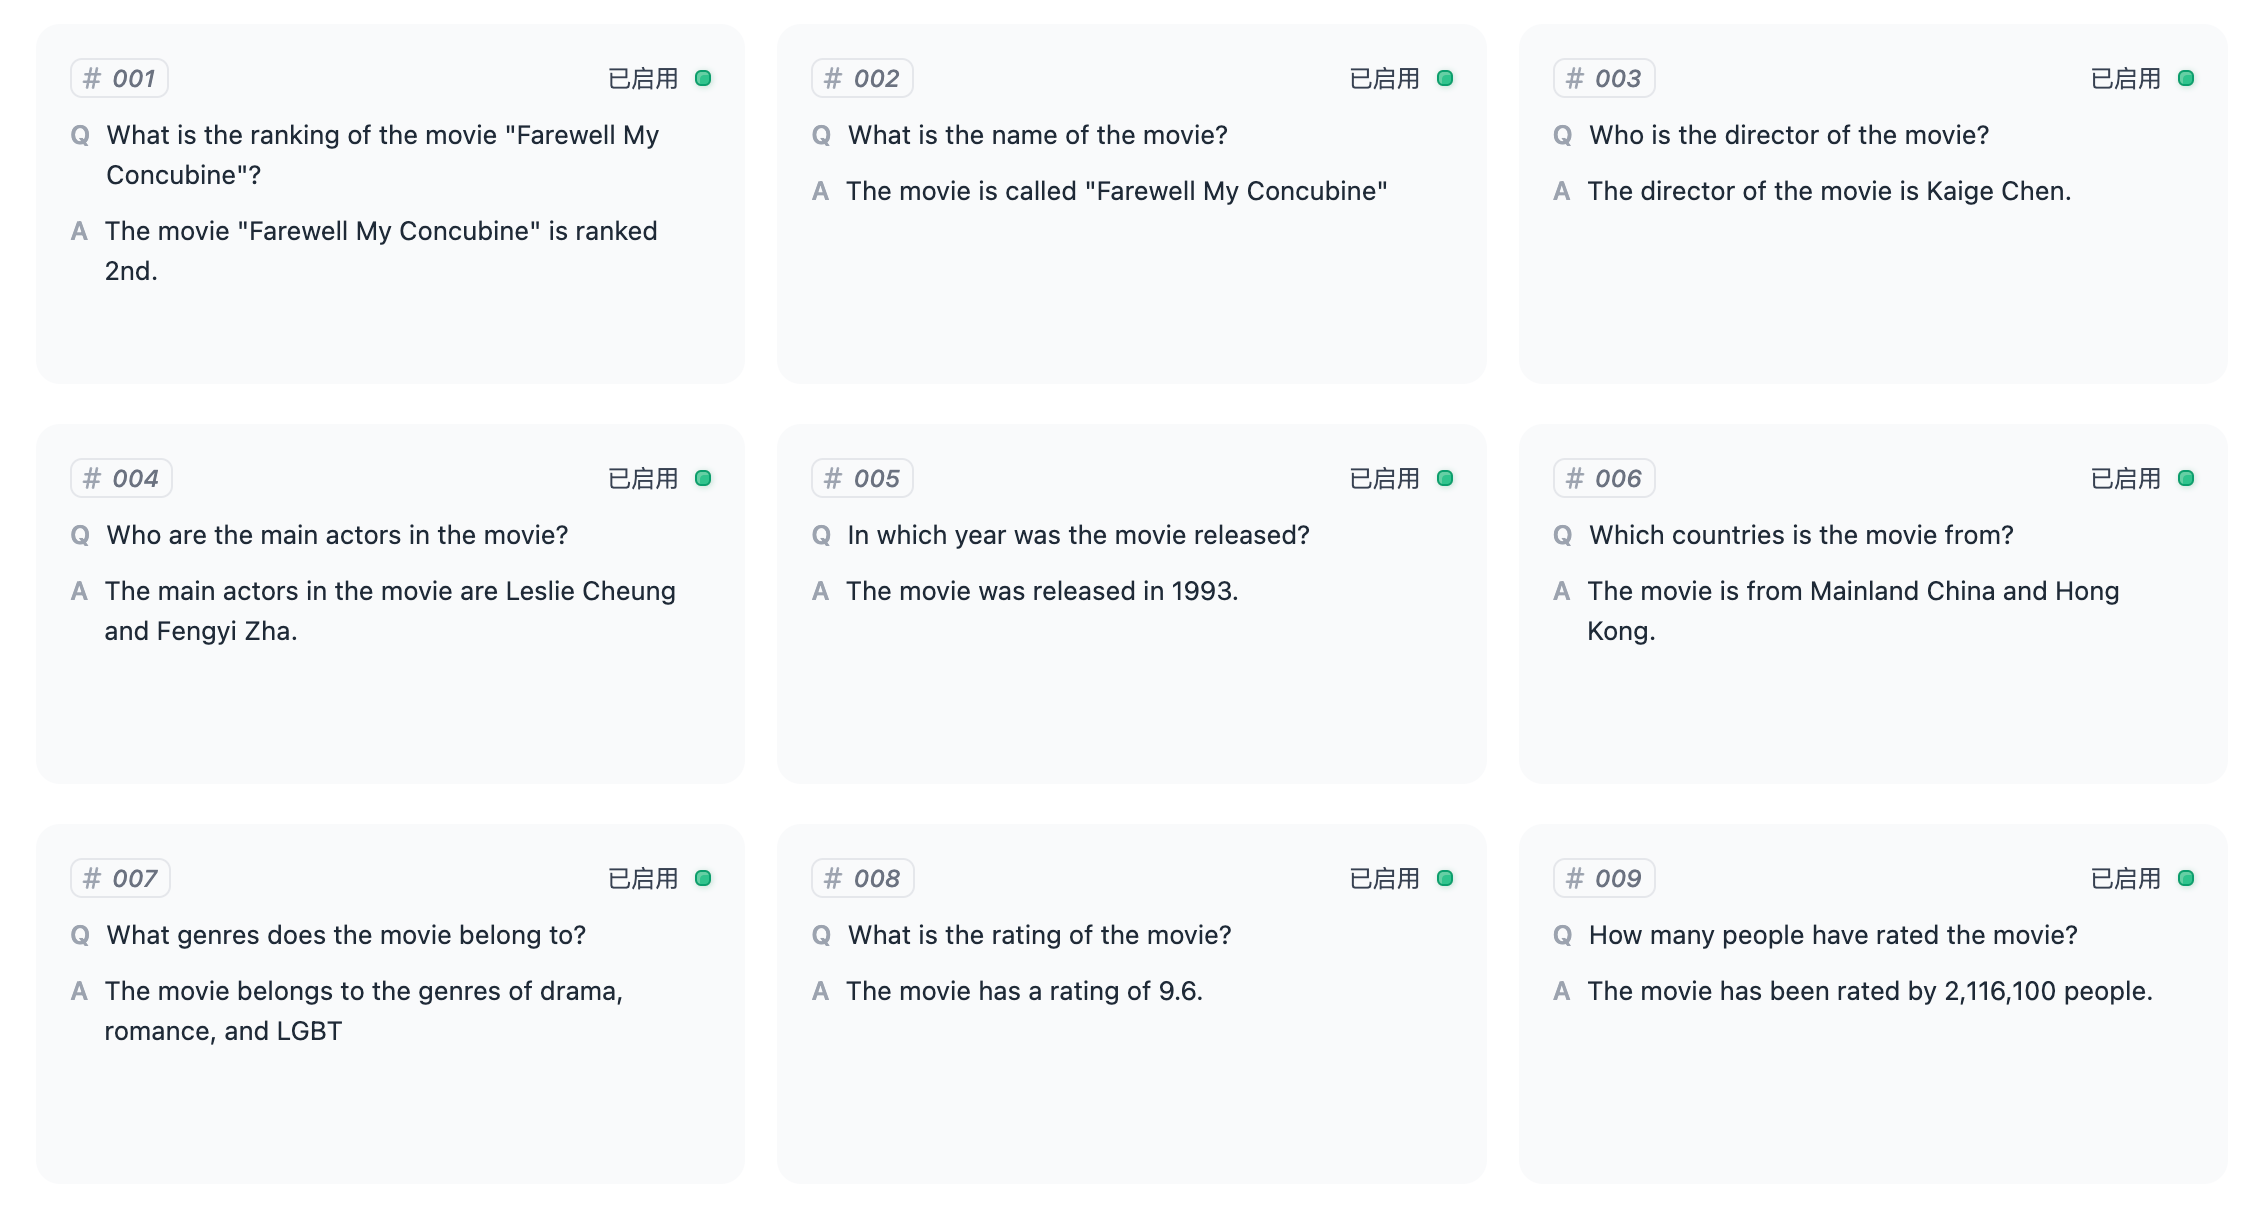 # 001 已启用
Q What is the ranking of the movie "Farewell My
Concubine"?
A The movie "Farewell My Concubine" is ranked
2nd.
# 002 已启用
Q What is the name of the movie?
A The movie is called "Farewell My Concubine"
# 003 已启用
Q Who is the director of the movie?
A The director of the movie is Kaige Chen.
# 004 已启用
Q Who are the main actors in the movie?
A The main actors in the movie are Leslie Cheung
and Fengyi Zha.
# 005 已启用
Q In which year was the movie released?
A The movie was released in 1993.
# 006 已启用
Q Which countries is the movie from?
A The movie is from Mainland China and Hong
Kong.
# 007 已启用
Q What genres does the movie belong to?
A The movie belongs to the genres of drama,
romance, and LGBT
# 008 已启用
Q What is the rating of the movie?
A The movie has a rating of 9.6.
# 009 已启用
Q How many people have rated the movie?
A The movie has been rated by 2,116,100 people.